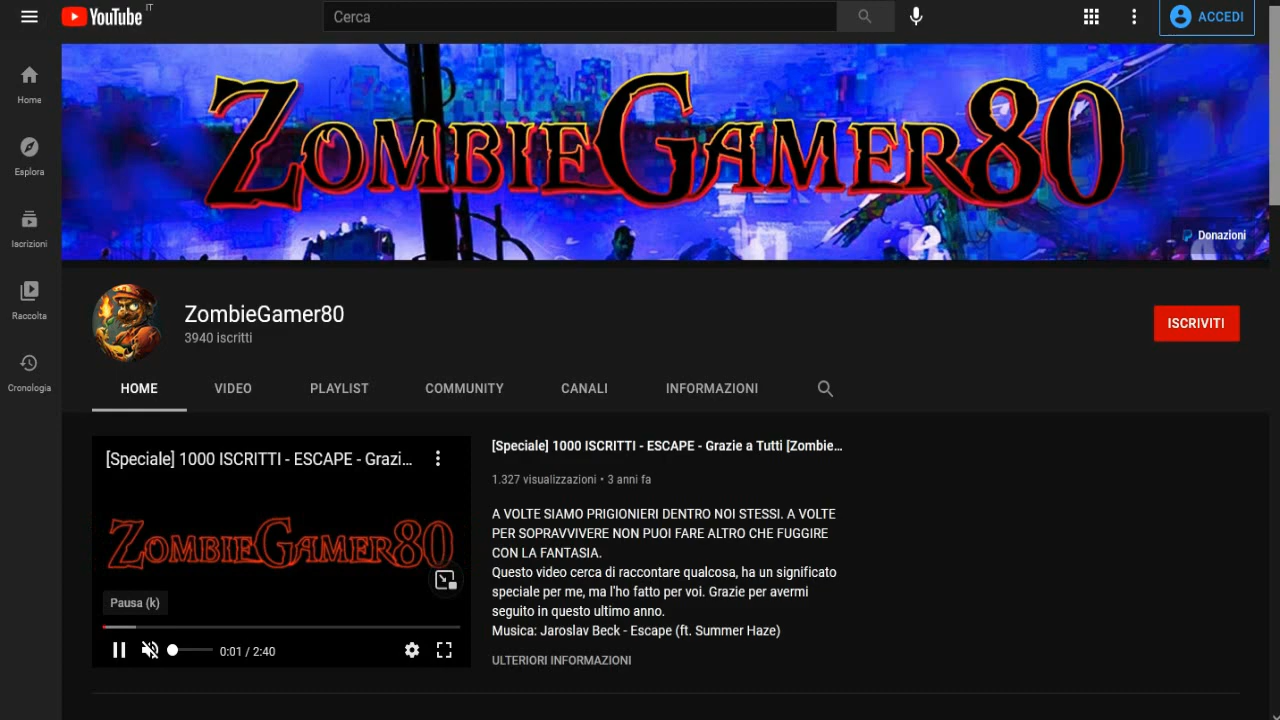 YouTube IT
Cerca
ACCEDI
Home
Esplora
Iscrizioni
Raccolta
Cronologia
ZOMBIEGAMER80
Donazioni
ZombieGamer80
3940 iscritti
ISCRIVITI
HOME VIDEO PLAYLIST COMMUNITY CANALI INFORMAZIONI
[Speciale] 1000 ISCRITTI - ESCAPE - Grazi...
ZOMBIEGAMER80
Pausa (k)
0:01 / 2:40
[Speciale] 1000 ISCRITTI - ESCAPE - Grazie a Tutti [Zombie...
1.327 visualizzazioni • 3 anni fa
A VOLTE SIAMO PRIGIONIERI DENTRO NOI STESSI. A VOLTE
PER SOPRAVVIVERE NON PUOI FARE ALTRO CHE FUGGIRE
CON LA FANTASIA.
Questo video cerca di raccontare qualcosa, ha un significato
speciale per me, ma l'ho fatto per voi. Grazie per avermi
seguito in questo ultimo anno.
Musica: Jaroslav Beck - Escape (ft. Summer Haze)
ULTERIORI INFORMAZIONI